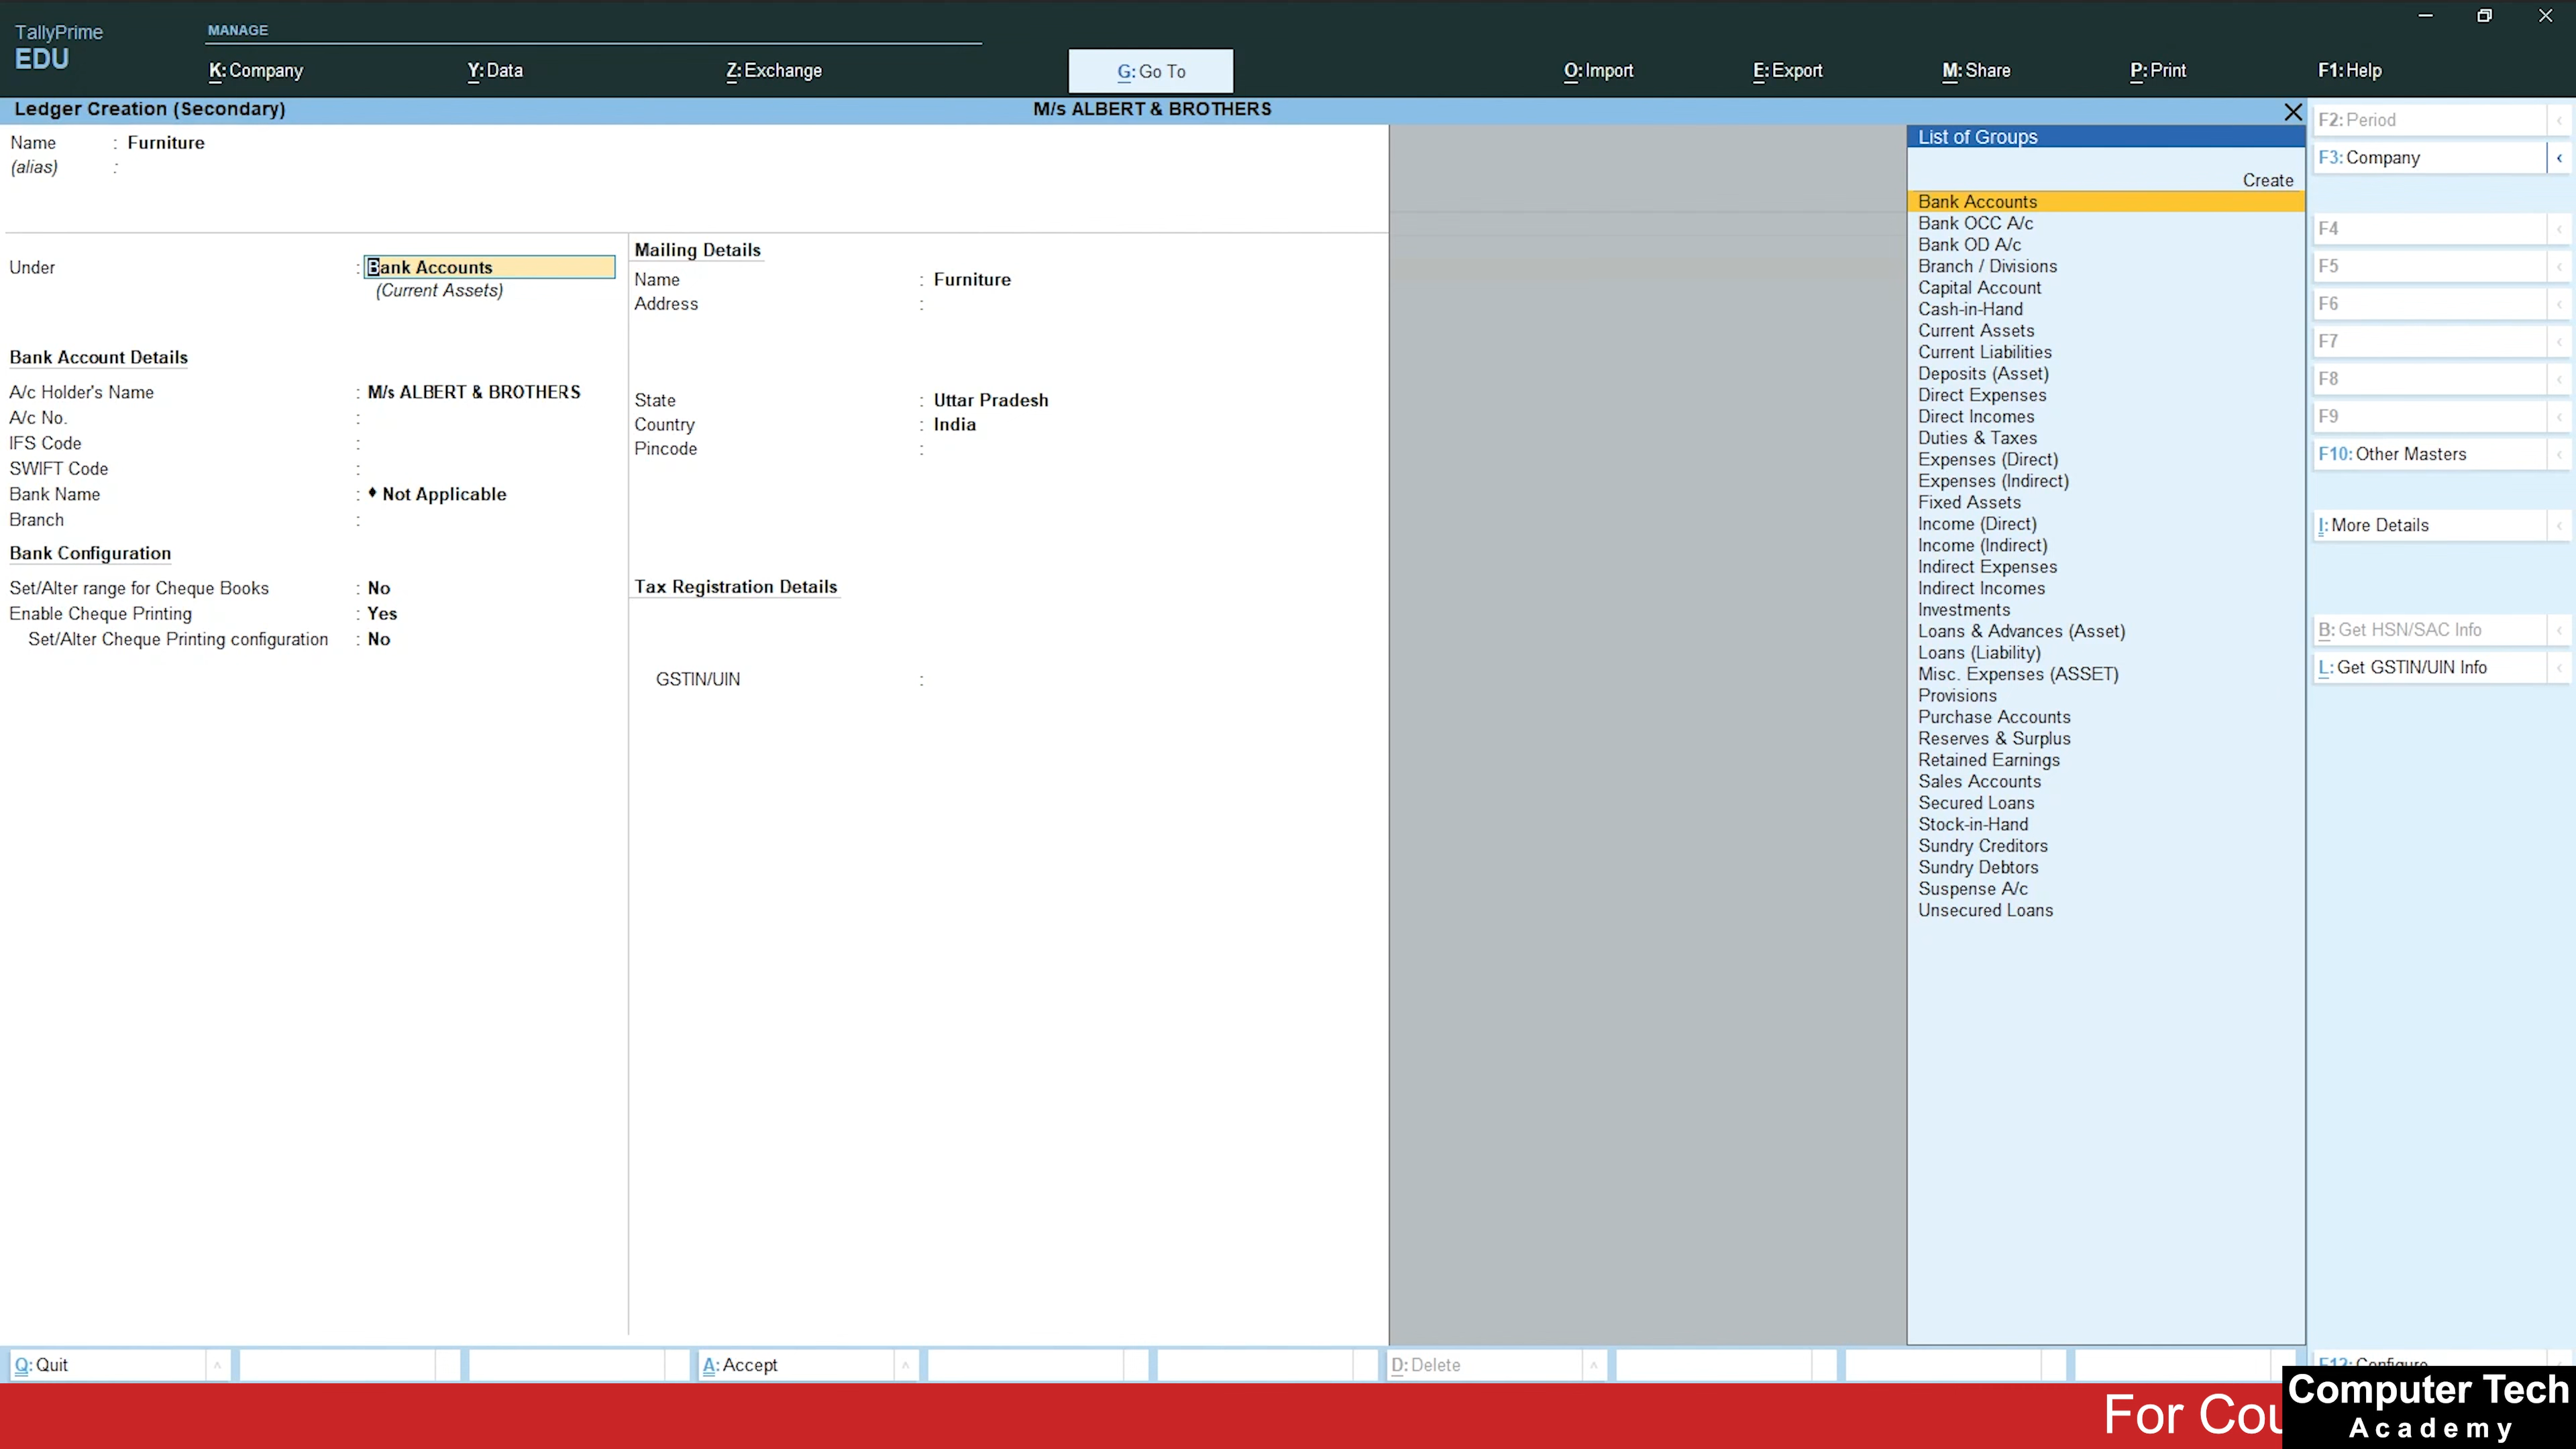 TallyPrime
EDU
MANAGE
K: Company
Y: Data
Z: Exchange
G: Go To
O: Import
E: Export
M: Share
P: Print
F1: Help
Ledger Creation (Secondary)
M/s ALBERT & BROTHERS
Name : Furniture
(alias) :
Under : Bank Accounts
(Current Assets)
Bank Account Details
A/c Holder's Name : M/s ALBERT & BROTHERS
A/c No. :
IFS Code :
SWIFT Code :
Bank Name : ♦ Not Applicable
Branch :
Bank Configuration
Set/Alter range for Cheque Books : No
Enable Cheque Printing : Yes
Set/Alter Cheque Printing configuration : No
Mailing Details
Name : Furniture
Address :
State : Uttar Pradesh
Country : India
Pincode :
Tax Registration Details
GSTIN/UIN :
List of Groups
Create
Bank Accounts
Bank OCC A/c
Bank OD A/c
Branch / Divisions
Capital Account
Cash-in-Hand
Current Assets
Current Liabilities
Deposits (Asset)
Direct Expenses
Direct Incomes
Duties & Taxes
Expenses (Direct)
Expenses (Indirect)
Fixed Assets
Income (Direct)
Income (Indirect)
Indirect Expenses
Indirect Incomes
Investments
Loans & Advances (Asset)
Loans (Liability)
Misc. Expenses (ASSET)
Provisions
Purchase Accounts
Reserves & Surplus
Retained Earnings
Sales Accounts
Secured Loans
Stock-in-Hand
Sundry Creditors
Sundry Debtors
Suspense A/c
Unsecured Loans
F2: Period
F3: Company
F4
F5
F6
F7
F8
F9
F10: Other Masters
I: More Details
B: Get HSN/SAC Info
L: Get GSTIN/UIN Info
F12: Configure
Q: Quit
A: Accept
D: Delete
For Cou
Computer Tech
Academy